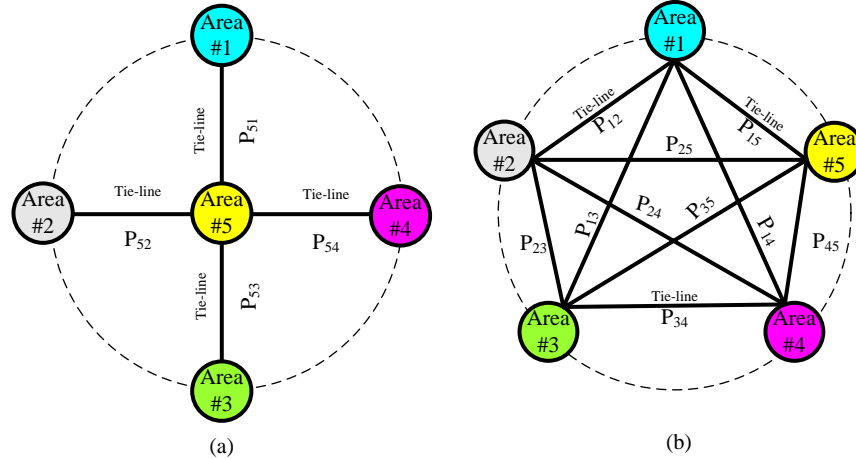 Area
#1
Tie-line
P51
Area
#2
Tie-line
P52
Area
#5
Tie-line
P54
Area
#4
Tie-line
P53
Area
#3
(a)
Area
#1
Tie-line
P12
Tie-line
P15
Area
#2
P25
Area
#5
P13
P24
P35
P14
P23
P45
Tie-line
P34
Area
#3
Area
#4
(b)